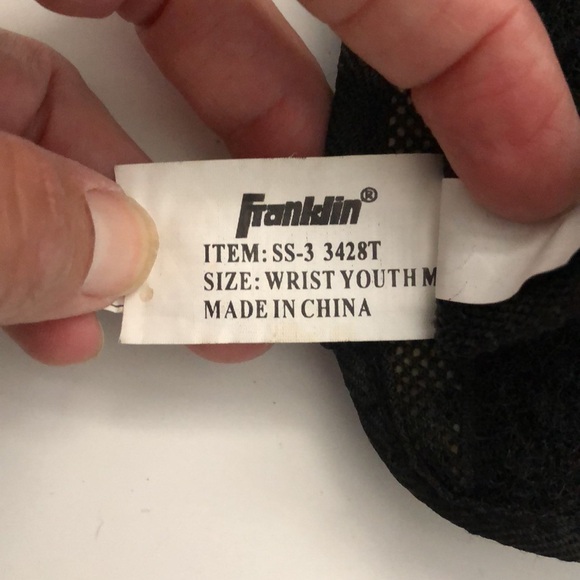 Franklin®
ITEM: SS-3 3428T
SIZE: WRIST YOUTH M
MADE IN CHINA